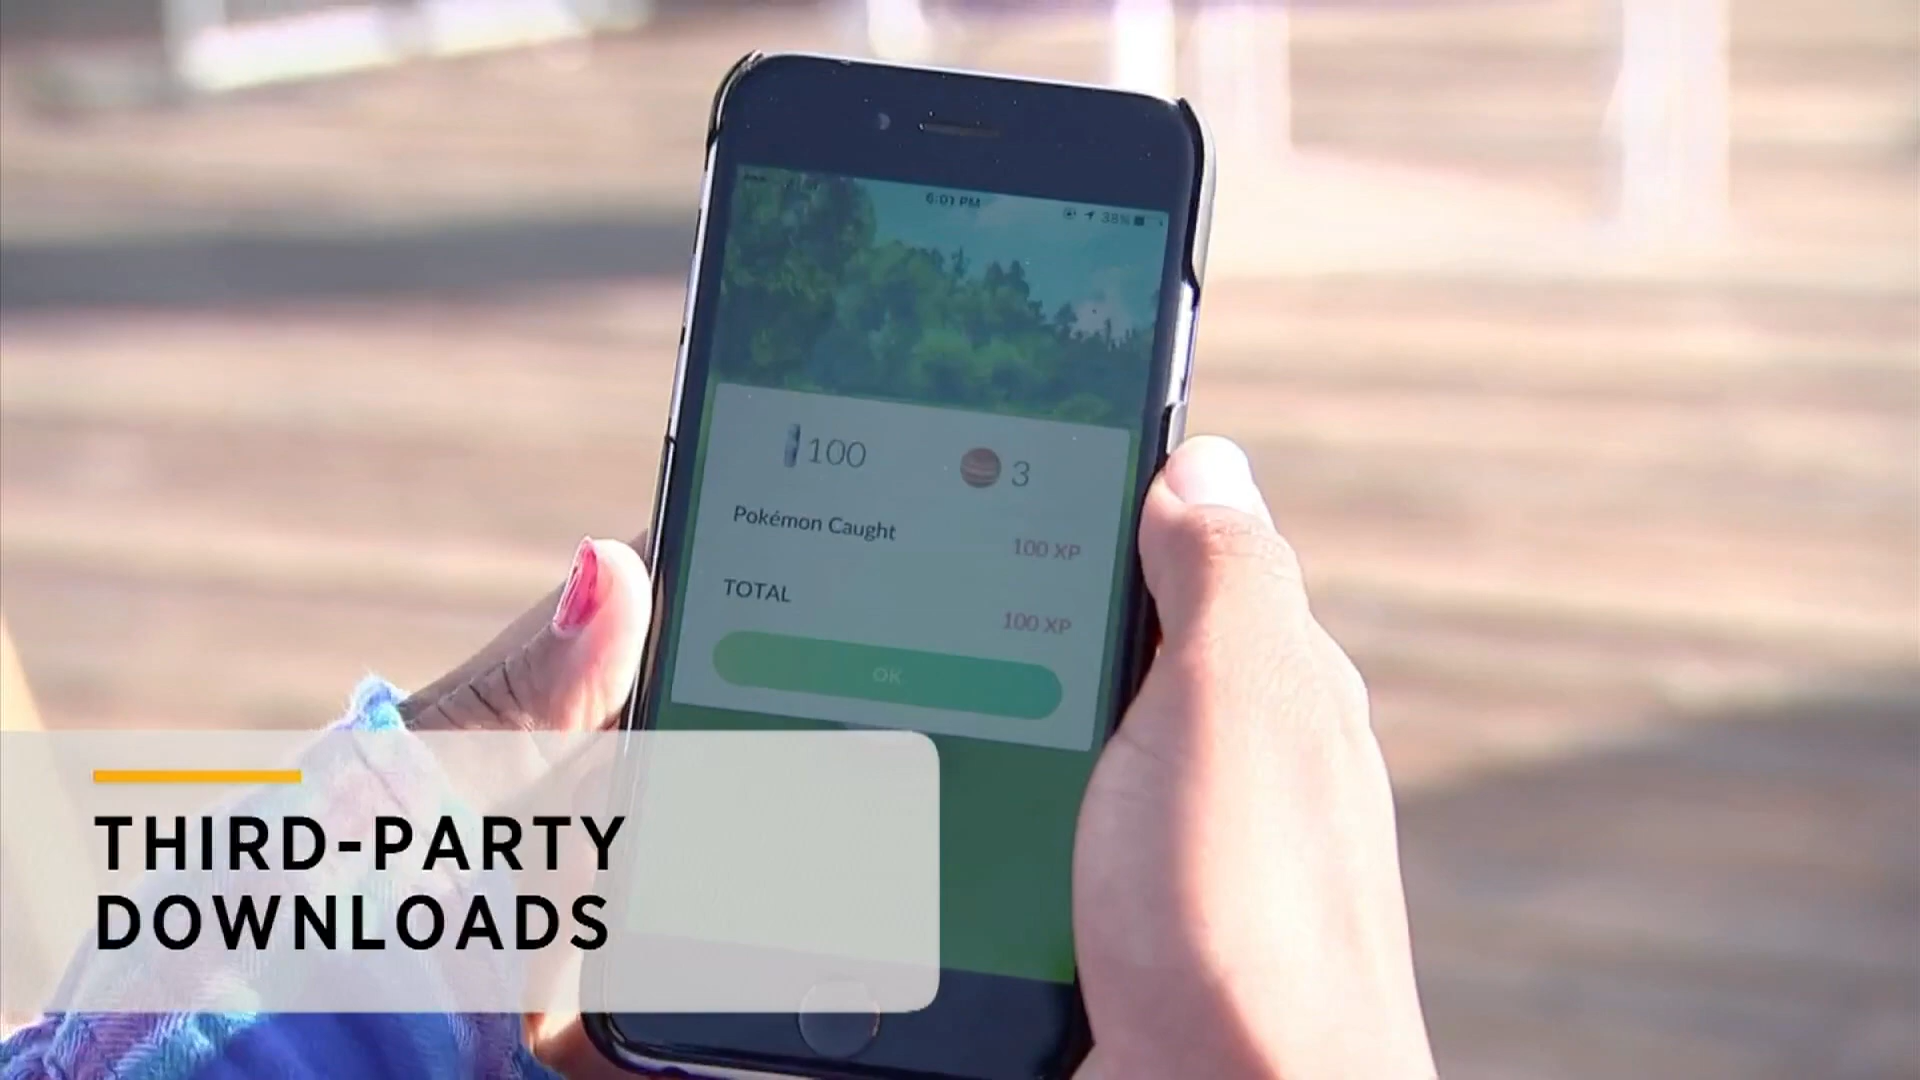 6:01 PM
38%
100
3
Pokémon Caught
100 XP
TOTAL
100 XP
OK
THIRD-PARTY
DOWNLOADS